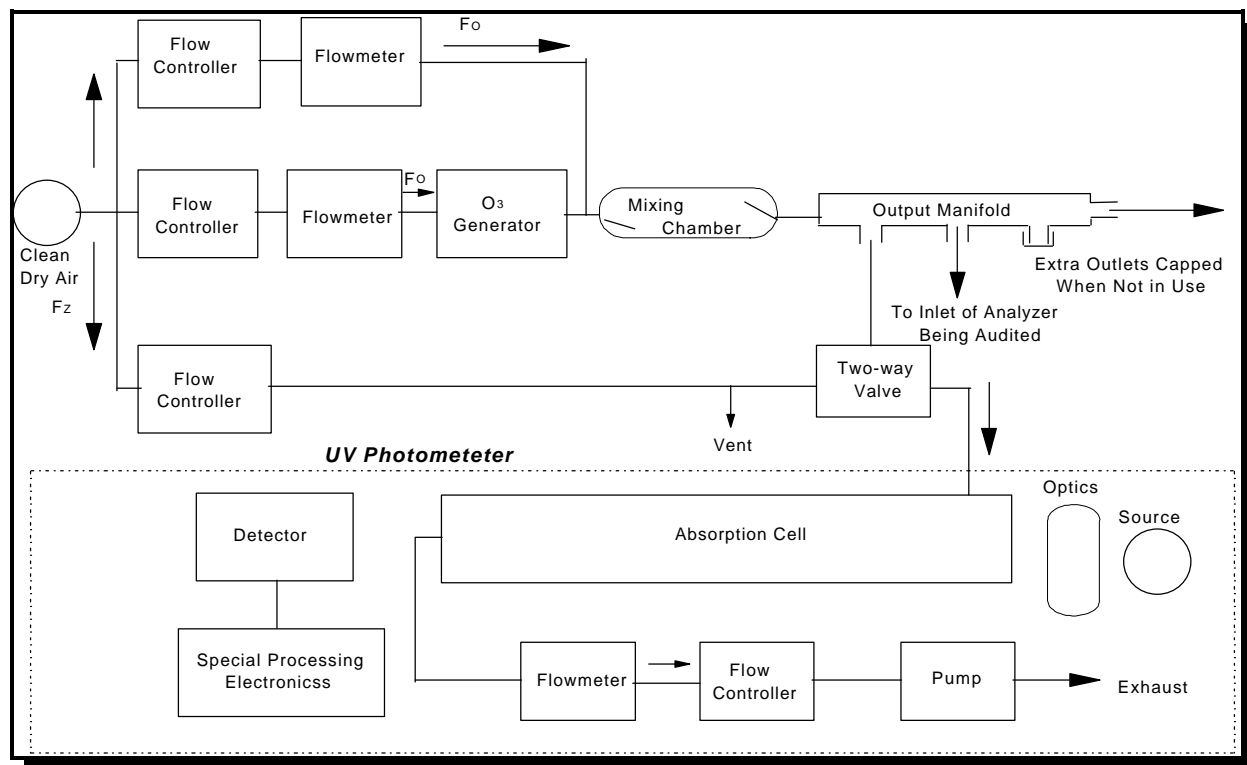 Fo
Flow
Controller
Flowmeter
Fo
Flow
Controller
Flowmeter
O3
Generator
Mixing
Chamber
Output Manifold
Clean
Dry Air
Fz
Extra Outlets Capped
When Not in Use
To Inlet of Analyzer
Being Audited
Flow
Controller
Two-way
Valve
Vent
UV Photometeter
Optics
Source
Detector
Absorption Cell
Special Processing
Electronicss
Flowmeter
Flow
Controller
Pump
Exhaust